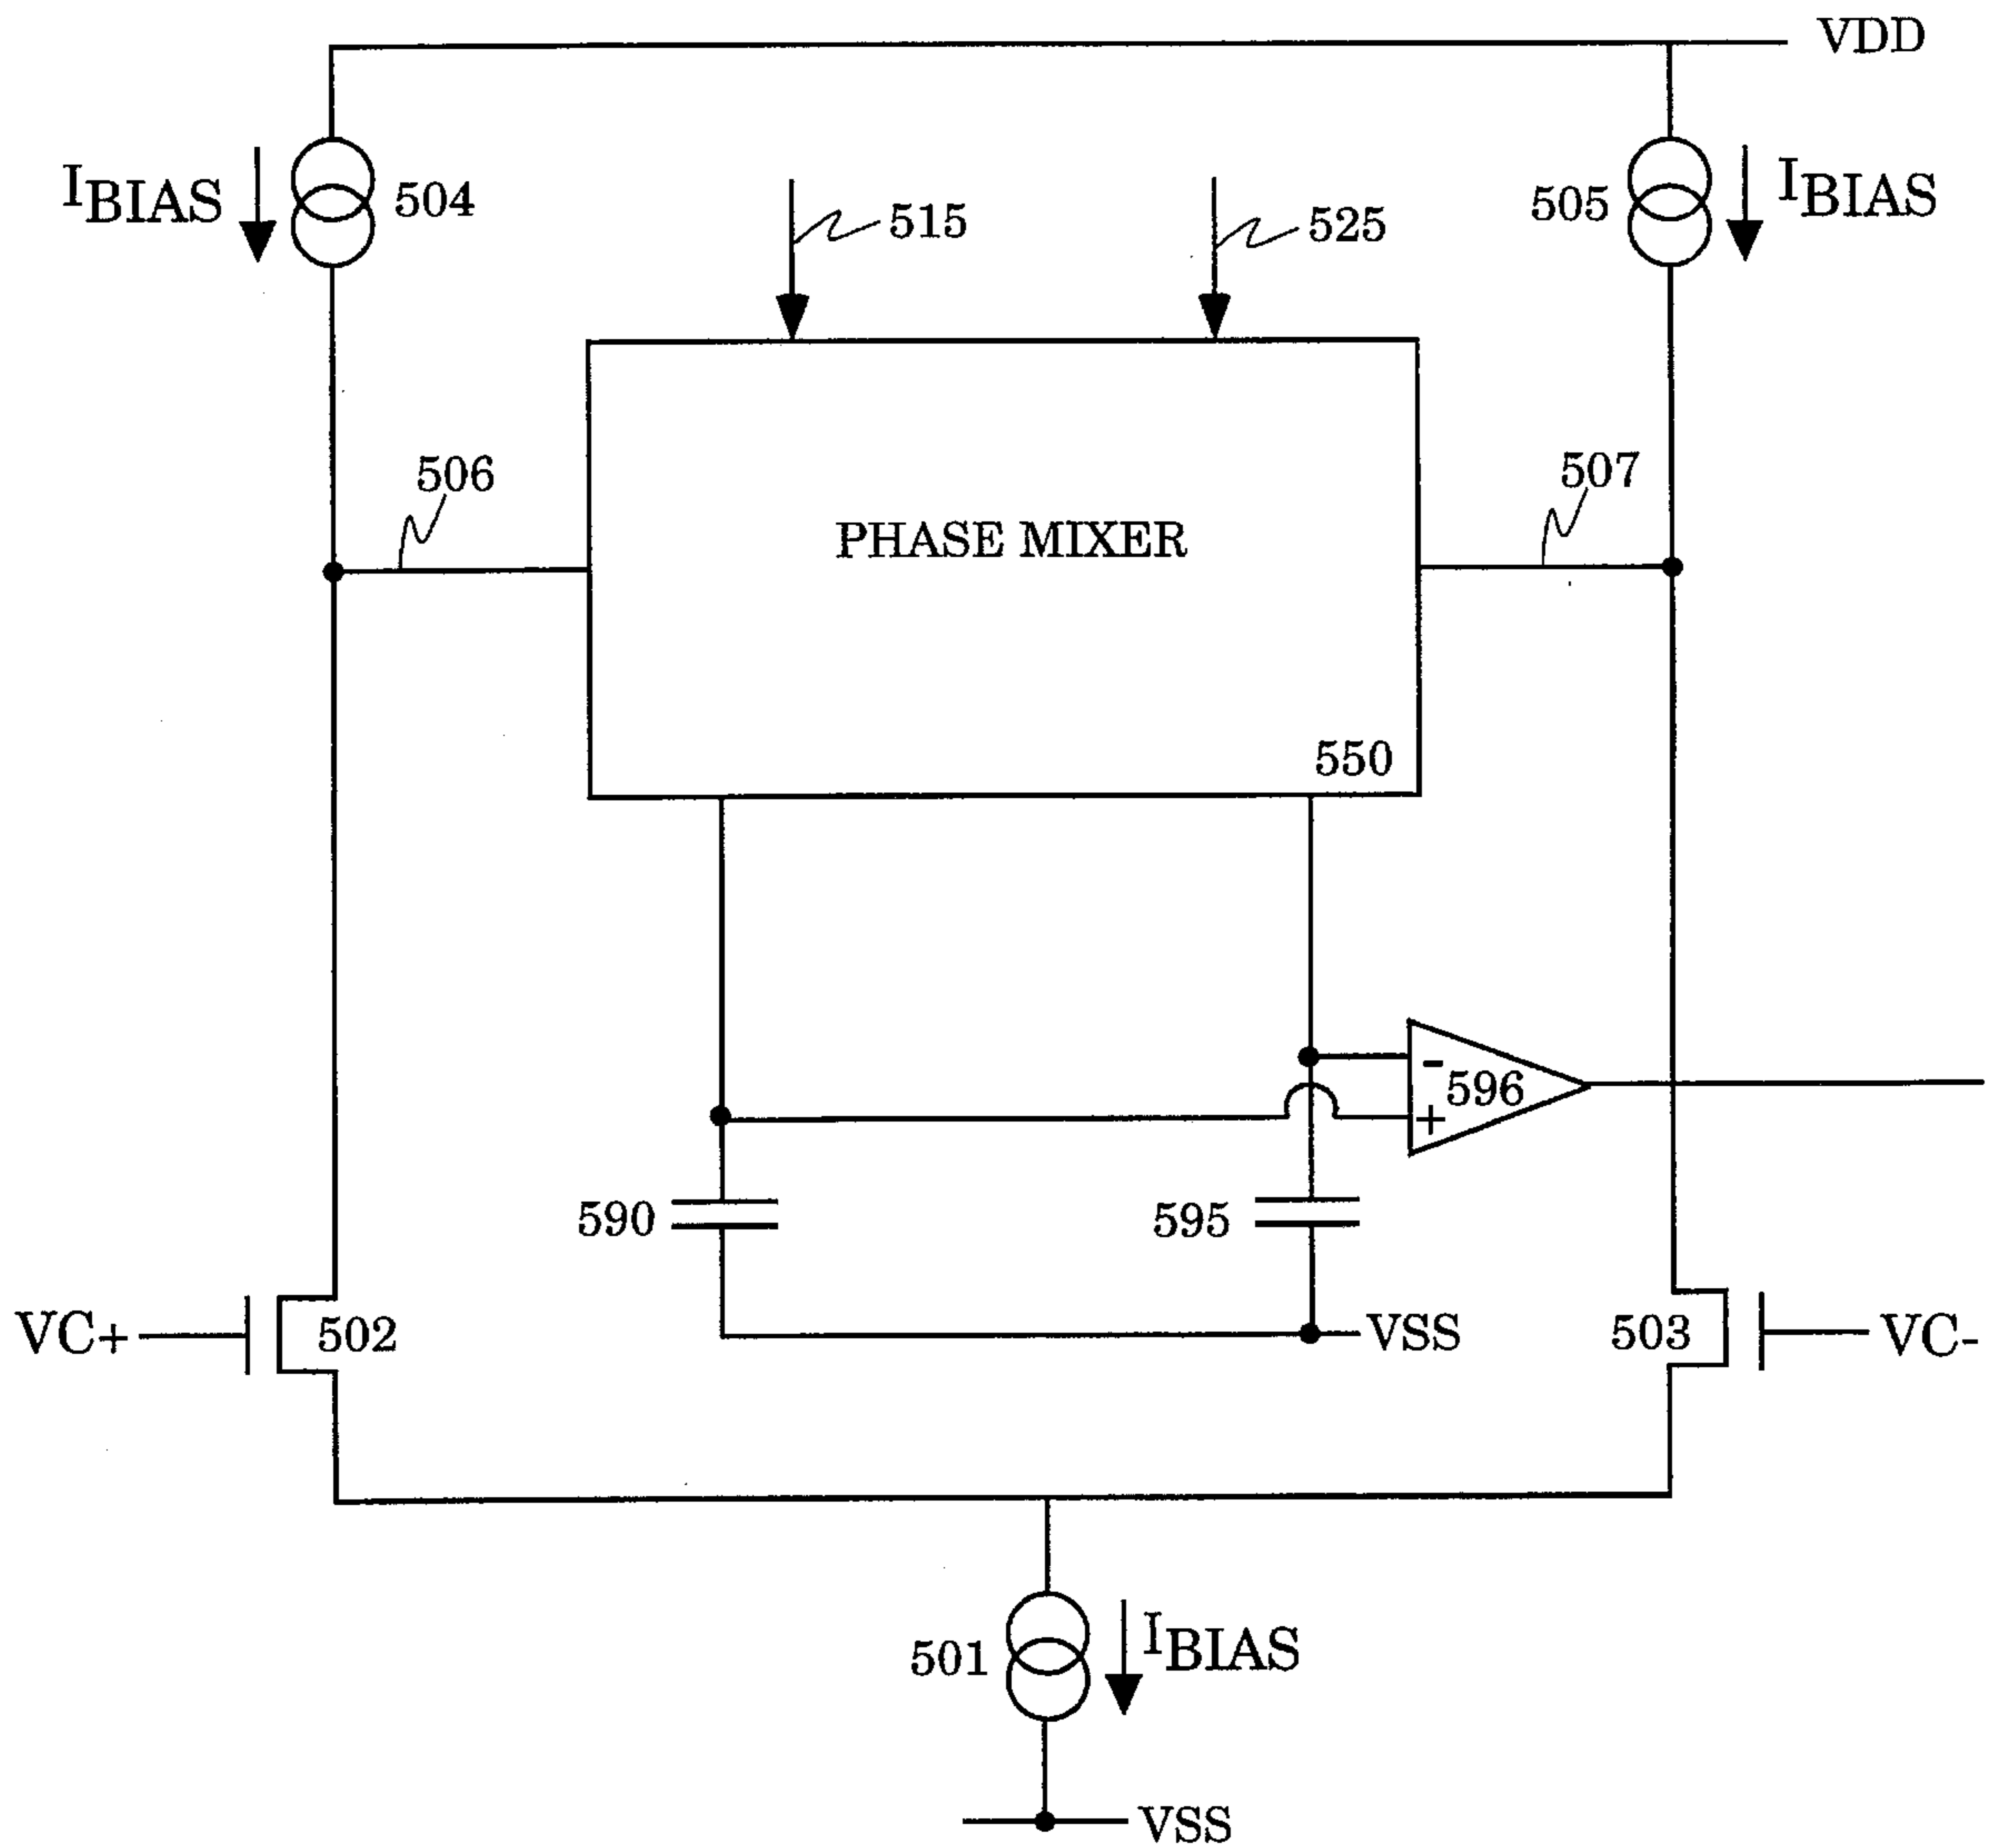 VDD
IBIAS
504
515
525
505
IBIAS
506
507
PHASE MIXER
550
-
596
+
590
595
VC+
502
VSS
503
VC-
501
IBIAS
VSS